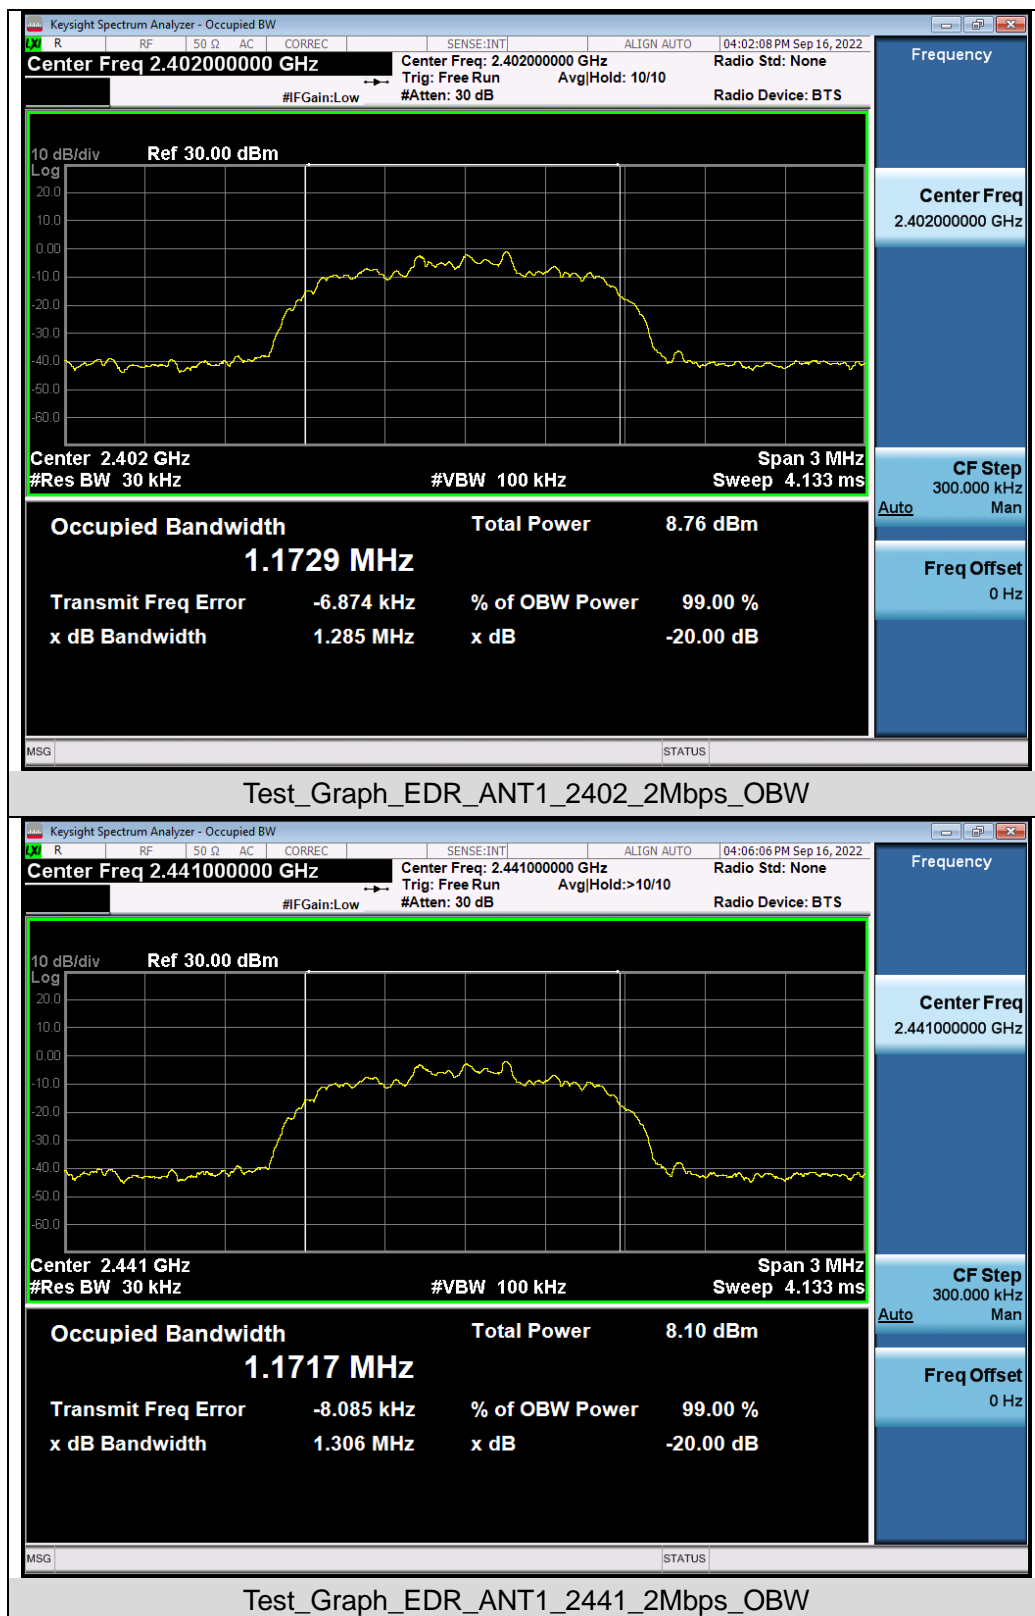 Keysight Spectrum Analyzer - Occupied BW
LXI R RF 50 Ω AC CORREC SENSE:INT ALIGN AUTO 04:02:08 PM Sep 16, 2022
Center Freq 2.402000000 GHz
Center Freq: 2.402000000 GHz Radio Std: None
Trig: Free Run Avg|Hold: 10/10
#IFGain:Low #Atten: 30 dB Radio Device: BTS
Frequency
10 dB/div Ref 30.00 dBm
Log
20.0
10.0
0.00
-10.0
-20.0
-30.0
-40.0
-50.0
-60.0
Center 2.402 GHz Span 3 MHz
#Res BW 30 kHz #VBW 100 kHz Sweep 4.133 ms
Center Freq
2.402000000 GHz
CF Step
300.000 kHz
Auto Man
Freq Offset
0 Hz
Occupied Bandwidth Total Power 8.76 dBm
1.1729 MHz
Transmit Freq Error -6.874 kHz % of OBW Power 99.00 %
x dB Bandwidth 1.285 MHz x dB -20.00 dB
MSG STATUS
Test_Graph_EDR_ANT1_2402_2Mbps_OBW
Keysight Spectrum Analyzer - Occupied BW
LXI R RF 50 Ω AC CORREC SENSE:INT ALIGN AUTO 04:06:06 PM Sep 16, 2022
Center Freq 2.441000000 GHz
Center Freq: 2.441000000 GHz Radio Std: None
Trig: Free Run Avg|Hold:>10/10
#IFGain:Low #Atten: 30 dB Radio Device: BTS
Frequency
10 dB/div Ref 30.00 dBm
Log
20.0
10.0
0.00
-10.0
-20.0
-30.0
-40.0
-50.0
-60.0
Center 2.441 GHz Span 3 MHz
#Res BW 30 kHz #VBW 100 kHz Sweep 4.133 ms
Center Freq
2.441000000 GHz
CF Step
300.000 kHz
Auto Man
Freq Offset
0 Hz
Occupied Bandwidth Total Power 8.10 dBm
1.1717 MHz
Transmit Freq Error -8.085 kHz % of OBW Power 99.00 %
x dB Bandwidth 1.306 MHz x dB -20.00 dB
MSG STATUS
Test_Graph_EDR_ANT1_2441_2Mbps_OBW